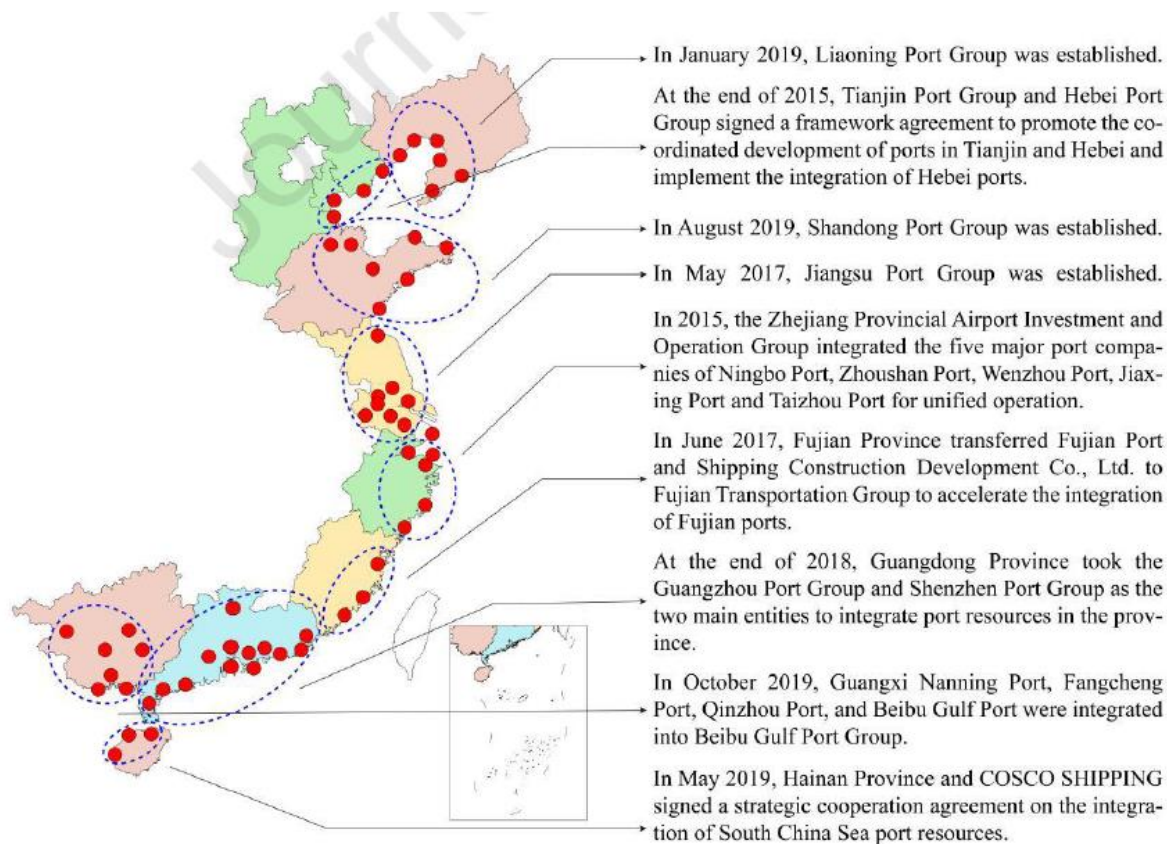 Journ
In January 2019, Liaoning Port Group was established.
At the end of 2015, Tianjin Port Group and Hebei Port
Group signed a framework agreement to promote the co-
ordinated development of ports in Tianjin and Hebei and
implement the integration of Hebei ports.
In August 2019, Shandong Port Group was established.
In May 2017, Jiangsu Port Group was established.
In 2015, the Zhejiang Provincial Airport Investment and
Operation Group integrated the five major port compa-
nies of Ningbo Port, Zhoushan Port, Wenzhou Port, Jiax-
ing Port and Taizhou Port for unified operation.
In June 2017, Fujian Province transferred Fujian Port
and Shipping Construction Development Co., Ltd. to
Fujian Transportation Group to accelerate the integration
of Fujian ports.
At the end of 2018, Guangdong Province took the
Guangzhou Port Group and Shenzhen Port Group as the
two main entities to integrate port resources in the prov-
ince.
In October 2019, Guangxi Nanning Port, Fangcheng
Port, Qinzhou Port, and Beibu Gulf Port were integrated
into Beibu Gulf Port Group.
In May 2019, Hainan Province and COSCO SHIPPING
signed a strategic cooperation agreement on the integra-
tion of South China Sea port resources.